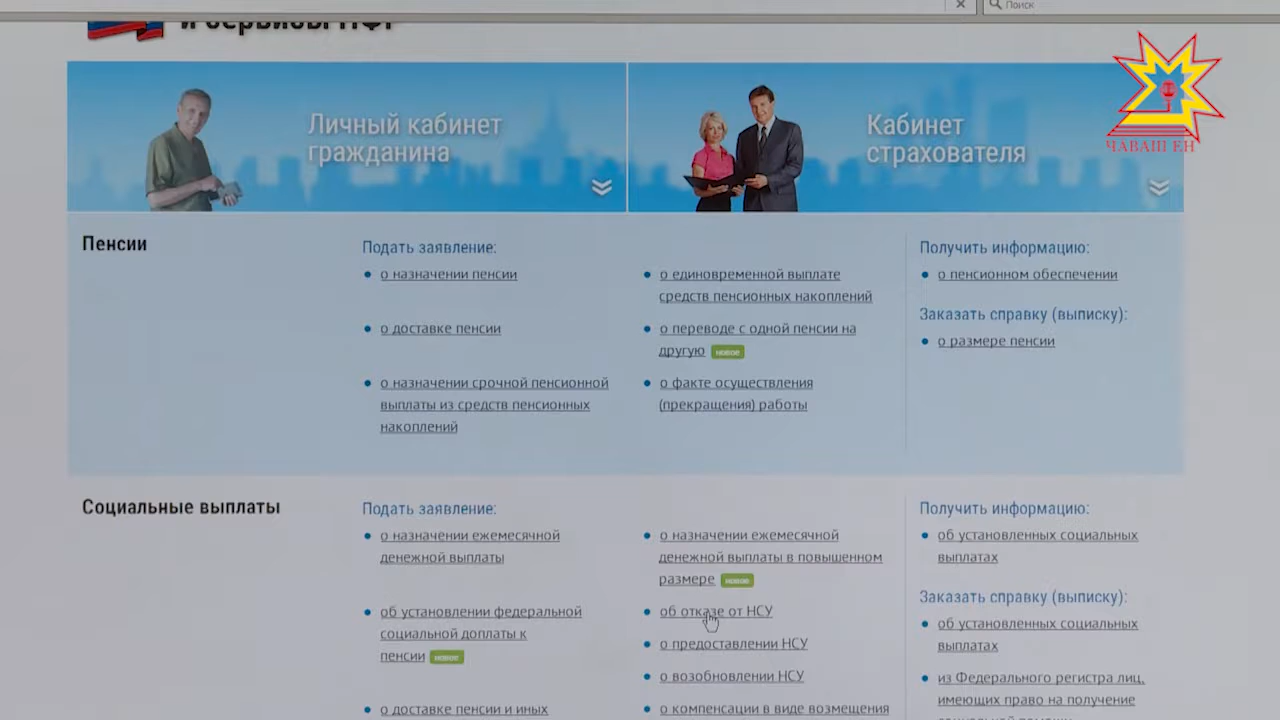 Поиск
и сервисы ПФР
ЧАВАШ ЕН
Личный кабинет
гражданина
Кабинет
страхователя
Пенсии
Подать заявление:
о назначении пенсии
о доставке пенсии
о назначении срочной пенсионной
выплаты из средств пенсионных
накоплений
о единовременной выплате
средств пенсионных накоплений
о переводе с одной пенсии на
другую новое
о факте осуществления
(прекращения) работы
Получить информацию:
о пенсионном обеспечении
Заказать справку (выписку):
о размере пенсии
Социальные выплаты
Подать заявление:
о назначении ежемесячной
денежной выплаты
об установлении федеральной
социальной доплаты к
пенсии новое
о доставке пенсии и иных
о назначении ежемесячной
денежной выплаты в повышенном
размере новое
об отказе от НСУ
о предоставлении НСУ
о возобновлении НСУ
о компенсации в виде возмещения
Получить информацию:
об установленных социальных
выплатах
Заказать справку (выписку):
об установленных социальных
выплатах
из Федерального регистра лиц,
имеющих право на получение